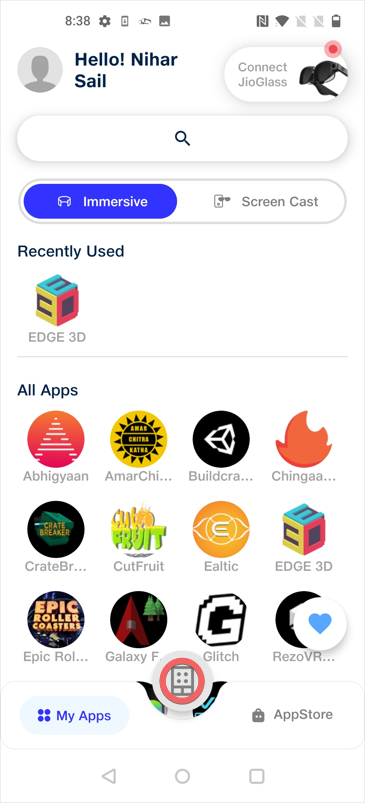 8:38
Hello! Nihar
Sail
Connect
JioGlass
Immersive
Screen Cast
Recently Used
EDGE 3D
All Apps
AMAR
CHITRA
KATHA
Abhigyaan
AmarChi...
Buildcra...
Chingaa...
CRATE
BREAKER
CUT
FRUIT
CrateBr...
CutFruit
Ealtic
EDGE 3D
EPIC
ROLLER
COASTERS
G
Epic Rol...
Galaxy F...
Glitch
RezoVR...
My Apps
AppStore